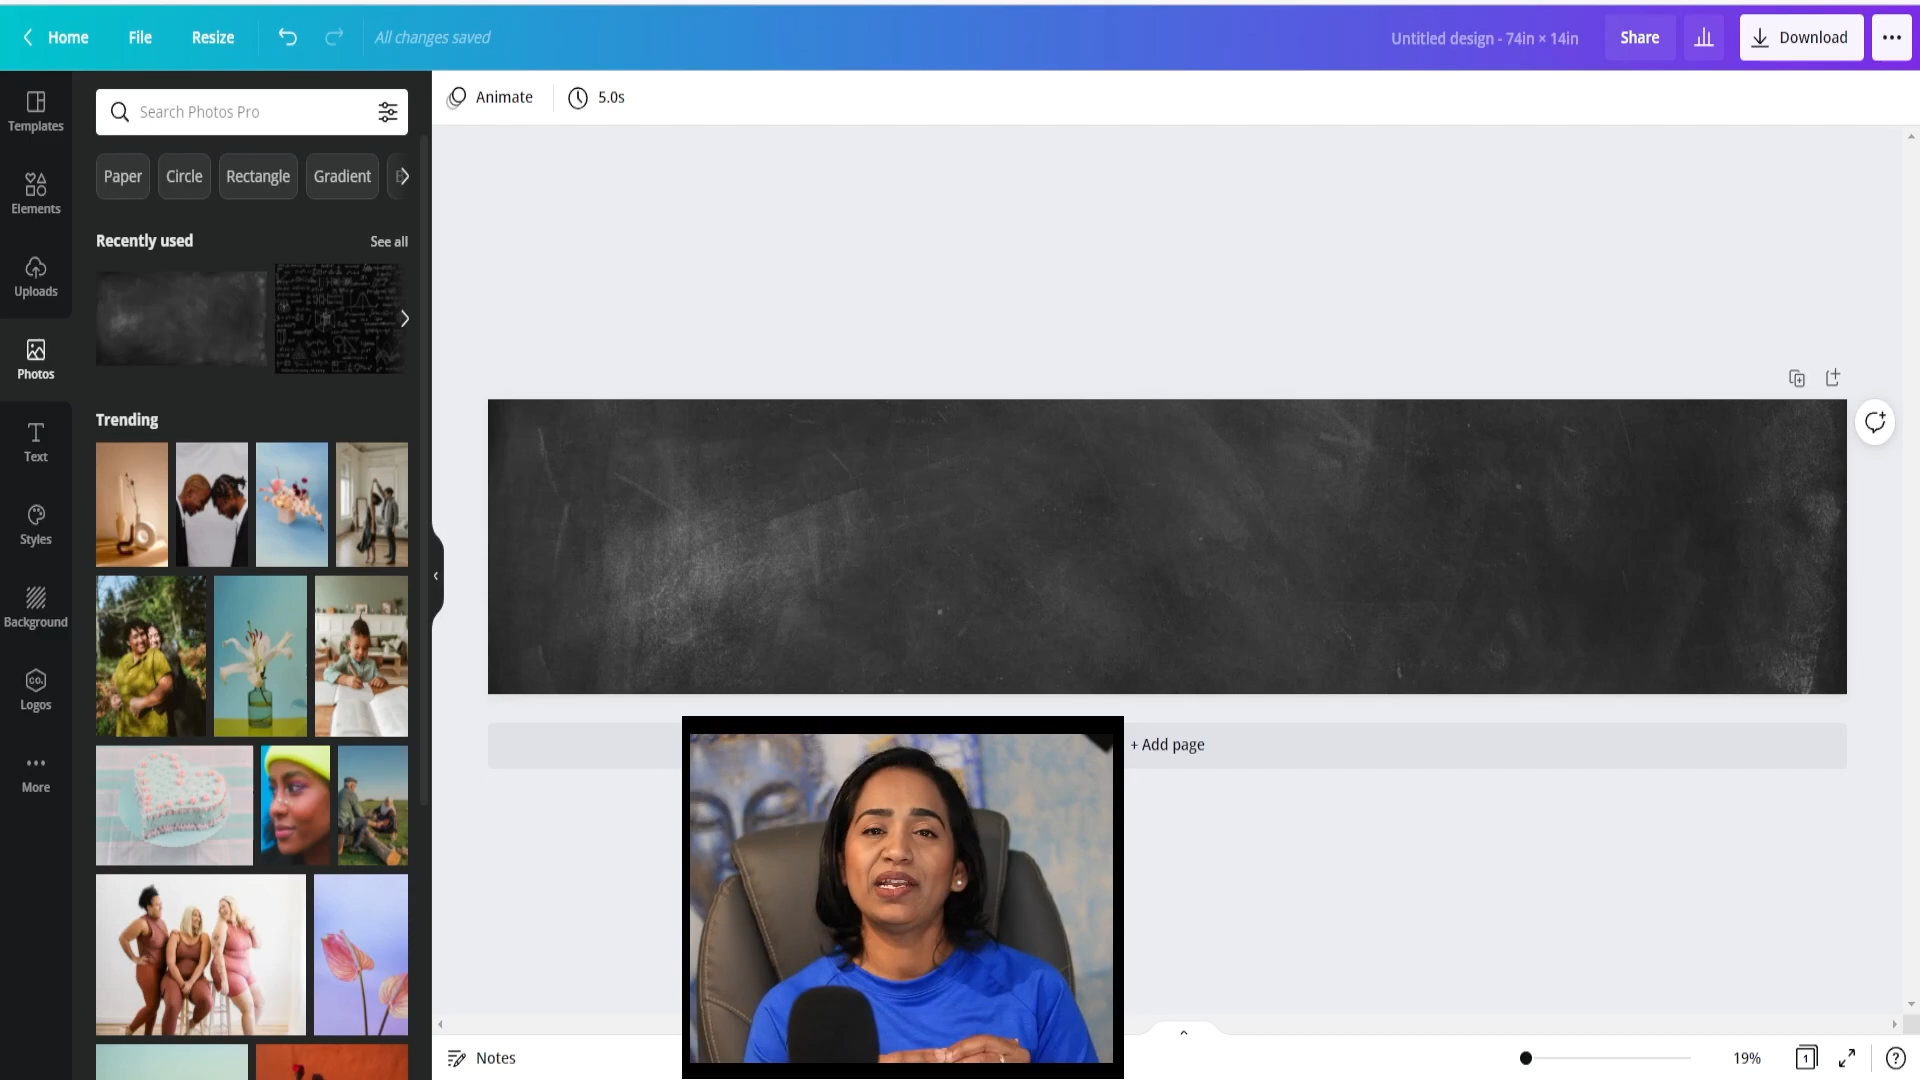 Home File Resize All changes saved Untitled design - 74in × 14in Share Download
Templates
Elements
Uploads
Photos
Text
Styles
Background
CO.
Logos
More
Search Photos Pro
Paper Circle Rectangle Gradient
Recently used See all
Trending
Animate 5.0s
+ Add page
Notes 19% 1 ?